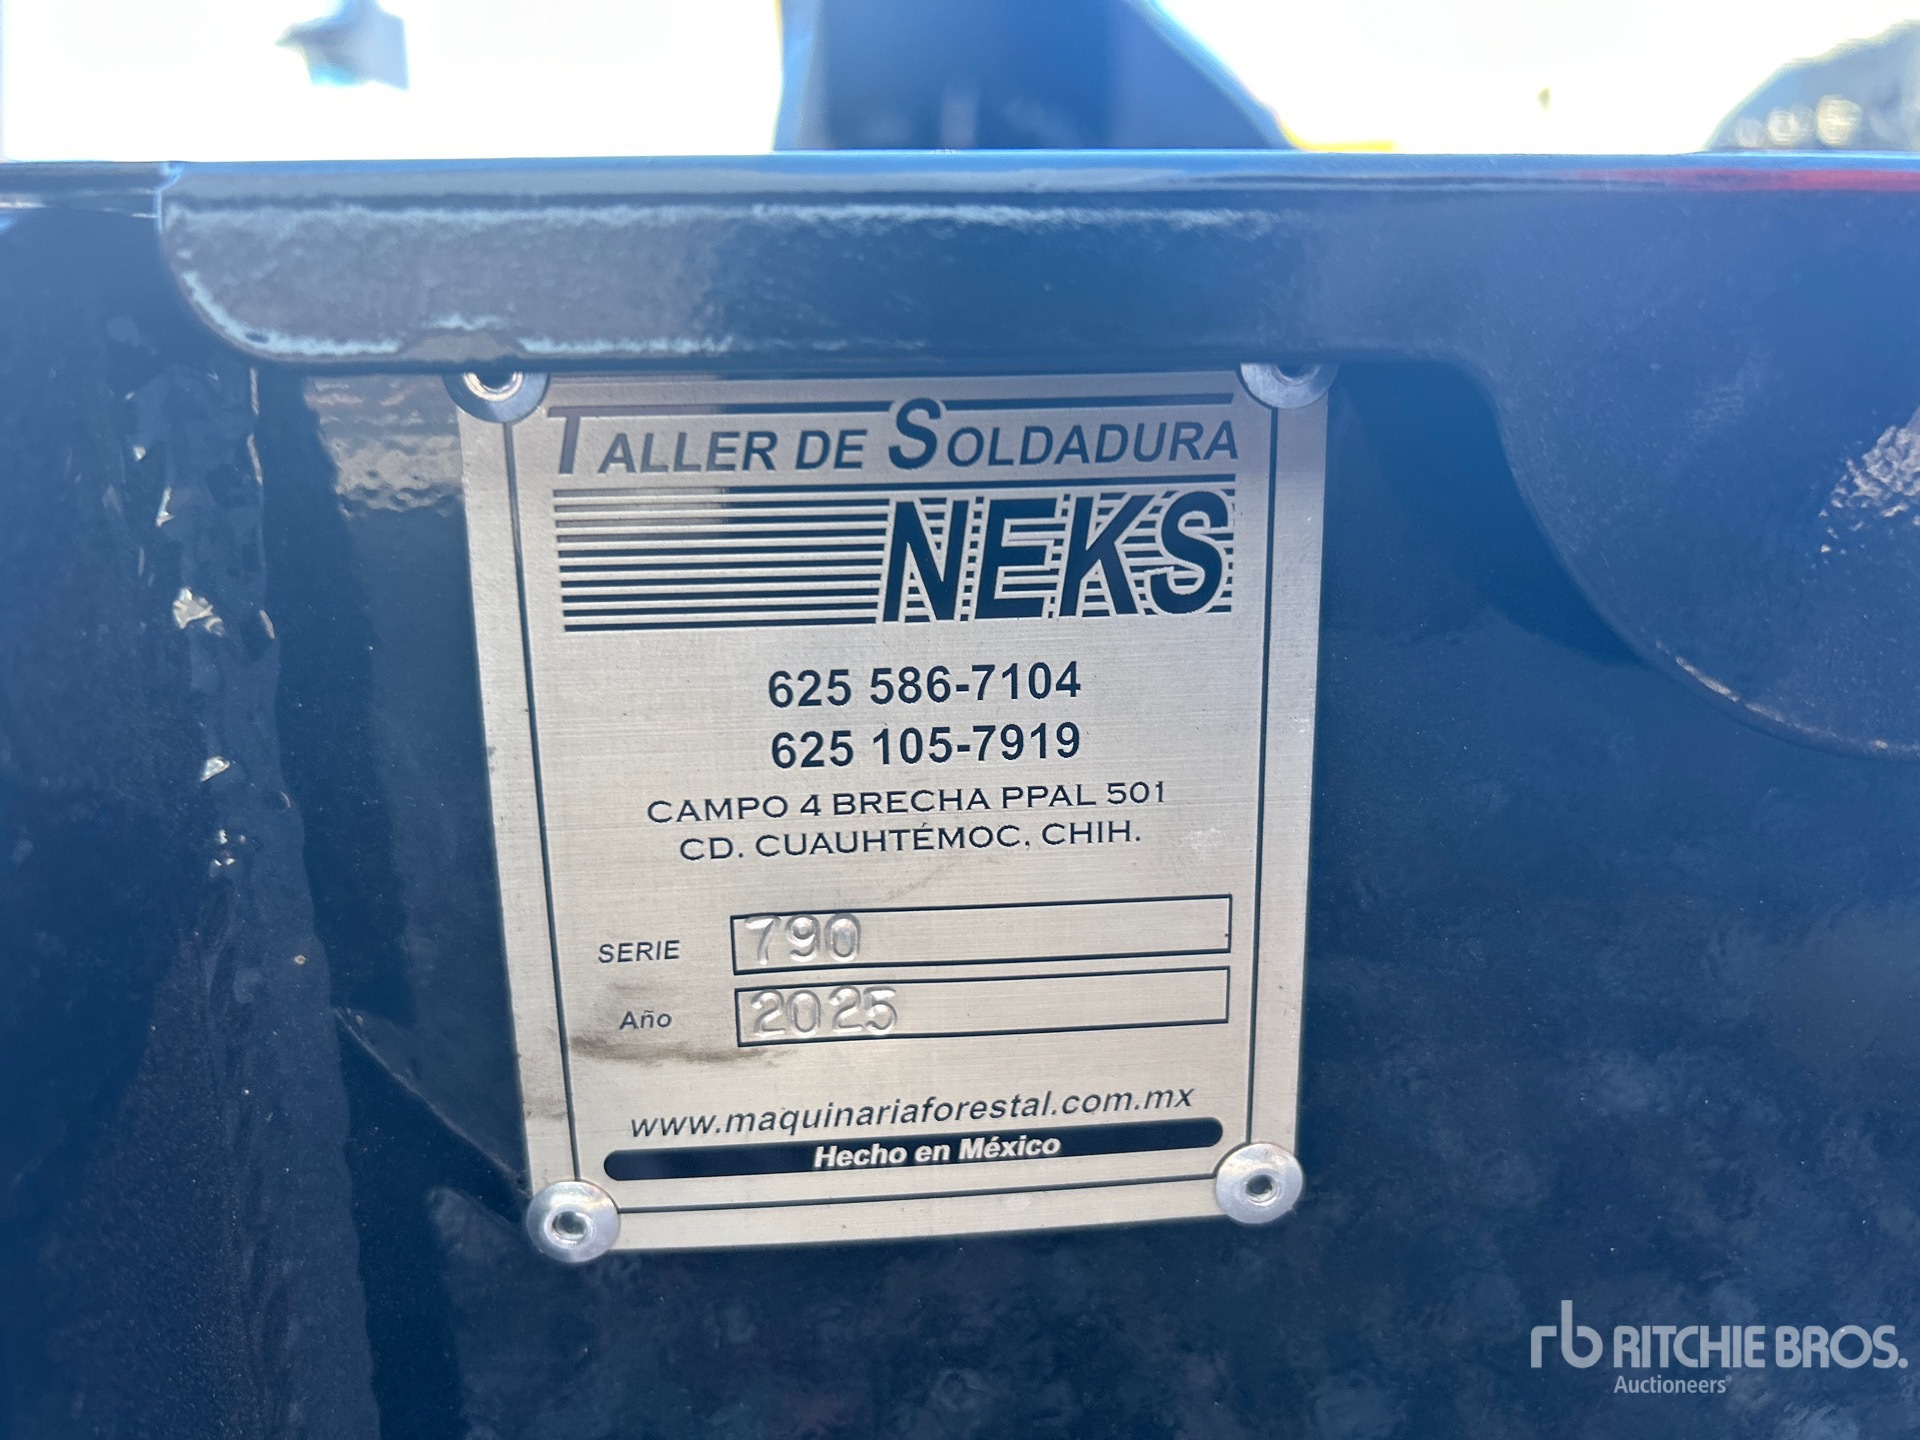 TALLER DE SOLDADURA
NEKS
625 586-7104
625 105-7919
CAMPO 4 BRECHA PPAL 501
CD. CUAUHTÉMOC, CHIH.
SERIE 790
Año 2025
www.maquinariaforestal.com.mx
Hecho en México
rb RITCHIE BROS.
Auctioneers